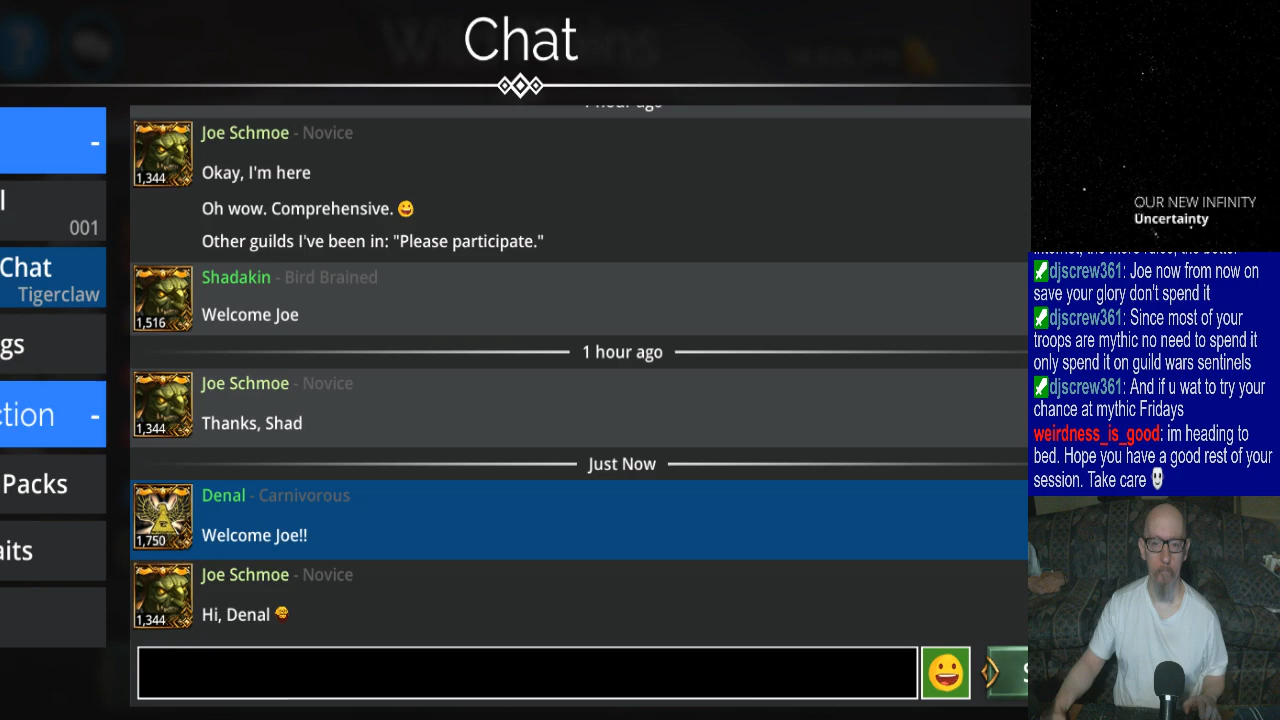 Chat
1 hour ago
Joe Schmoe - Novice
1,344
Okay, I'm here
Oh wow. Comprehensive. 😀
Other guilds I've been in: "Please participate."
Shadakin - Bird Brained
1,516
Welcome Joe
1 hour ago
Joe Schmoe - Novice
1,344
Thanks, Shad
Just Now
Denal - Carnivorous
1,750
Welcome Joe!!
Joe Schmoe - Novice
1,344
Hi, Denal
-
001
Chat
Tigerclaw
gs
ction -
Packs
aits
OUR NEW INFINITY
Uncertainty
djscrew361: Joe now from now on
save your glory don't spend it
djscrew361: Since most of your
troops are mythic no need to spend it
only spend it on guild wars sentinels
djscrew361: And if u wat to try your
chance at mythic Fridays
weirdness_is_good: im heading to
bed. Hope you have a good rest of your
session. Take care